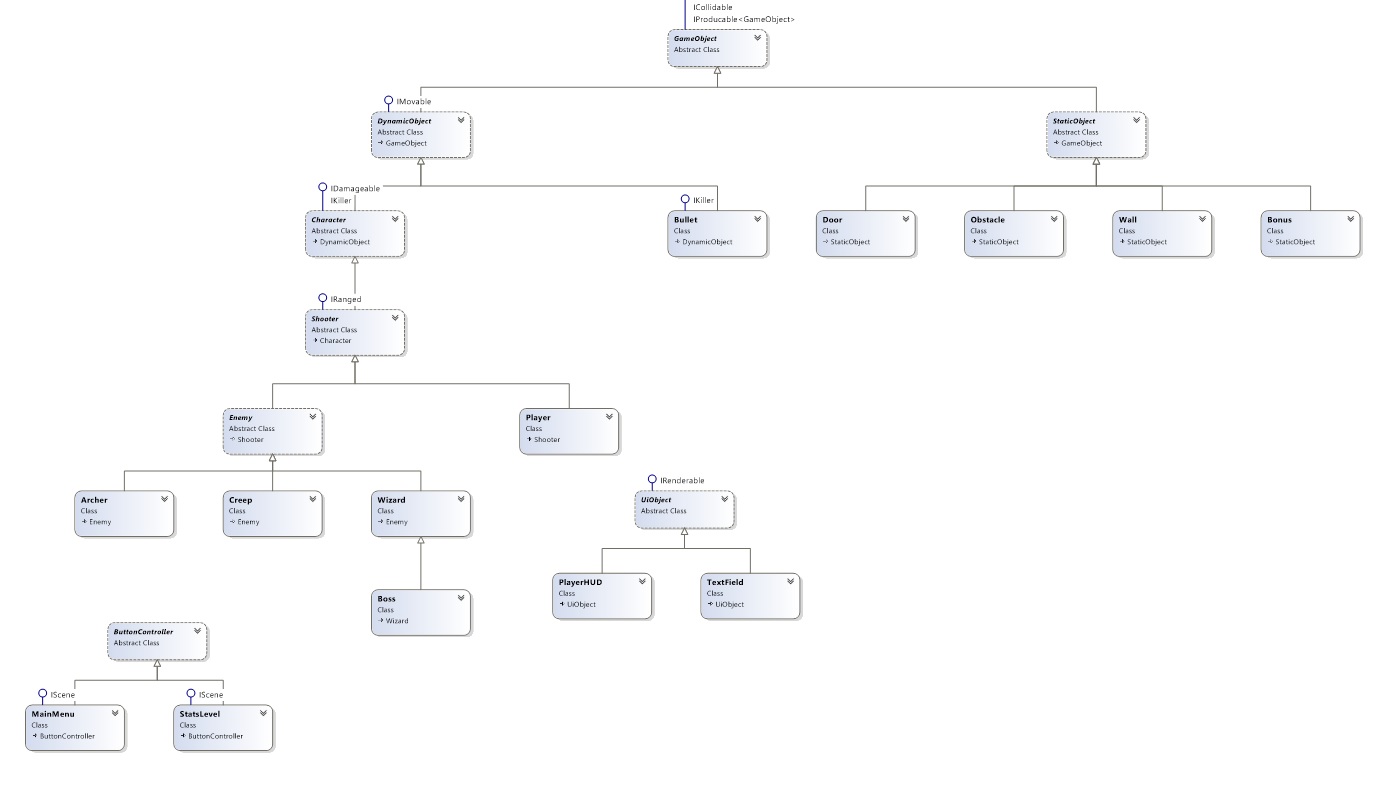 ICollidable
IProducable<GameObject>
GameObject
Abstract Class
IMovable
DynamicObject
Abstract Class
GameObject
StaticObject
Abstract Class
GameObject
IDamageable
IKiller
Character
Abstract Class
DynamicObject
IKiller
Bullet
Class
DynamicObject
Door
Class
StaticObject
Obstacle
Class
StaticObject
Wall
Class
StaticObject
Bonus
Class
StaticObject
IRanged
Shooter
Abstract Class
Character
Enemy
Abstract Class
Shooter
Player
Class
Shooter
Archer
Class
Enemy
Creep
Class
Enemy
Wizard
Class
Enemy
IRenderable
UiObject
Abstract Class
PlayerHUD
Class
UiObject
TextField
Class
UiObject
Boss
Class
Wizard
ButtonController
Abstract Class
IScene
MainMenu
Class
ButtonController
IScene
StatsLevel
Class
ButtonController